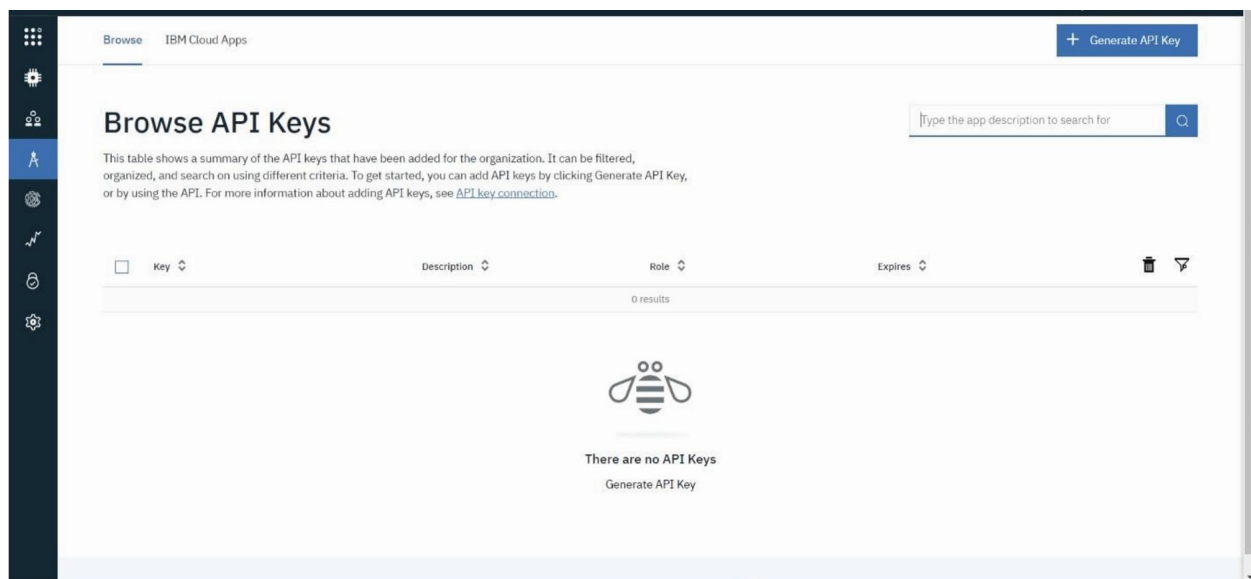 Browse IBM Cloud Apps
+ Generate API Key
Browse API Keys
Type the app description to search for
This table shows a summary of the API keys that have been added for the organization. It can be filtered,
organized, and search on using different criteria. To get started, you can add API keys by clicking Generate API Key,
or by using the API. For more information about adding API keys, see API key connection.
Key Description Role Expires
0 results
There are no API Keys
Generate API Key